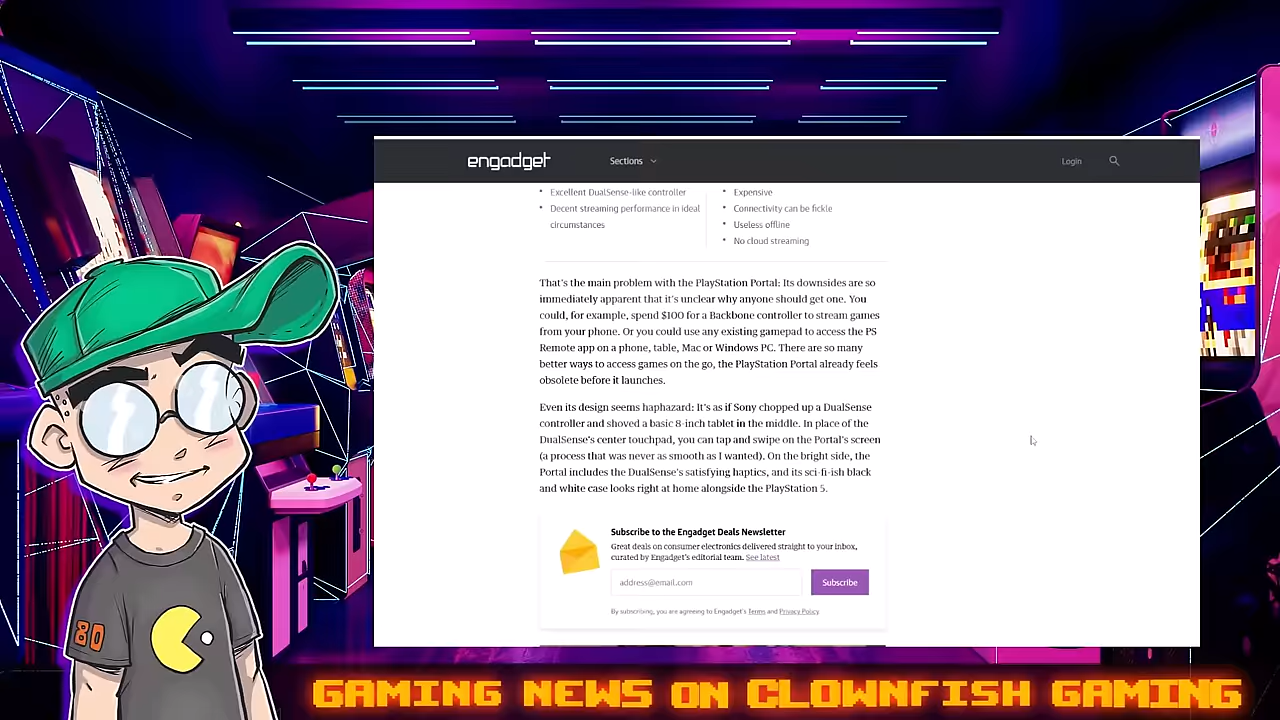 engadget
Sections
Login
• Excellent DualSense-like controller
• Decent streaming performance in ideal
circumstances
• Expensive
• Connectivity can be fickle
• Useless offline
• No cloud streaming
That's the main problem with the PlayStation Portal: Its downsides are so
immediately apparent that it's unclear why anyone should get one. You
could, for example, spend $100 for a Backbone controller to stream games
from your phone. Or you could use any existing gamepad to access the PS
Remote app on a phone, table, Mac or Windows PC. There are so many
better ways to access games on the go, the PlayStation Portal already feels
obsolete before it launches.
Even its design seems haphazard: It's as if Sony chopped up a DualSense
controller and shoved a basic 8-inch tablet in the middle. In place of the
DualSense's center touchpad, you can tap and swipe on the Portal's screen
(a process that was never as smooth as I wanted). On the bright side, the
Portal includes the DualSense's satisfying haptics, and its sci-fi-ish black
and white case looks right at home alongside the PlayStation 5.
Subscribe to the Engadget Deals Newsletter
Great deals on consumer electronics delivered straight to your inbox,
curated by Engadget's editorial team. See latest
address@email.com
Subscribe
By subscribing, you are agreeing to Engadget's Terms and Privacy Policy.
80
GAMING NEWS ON CLOWNFISH GAMING